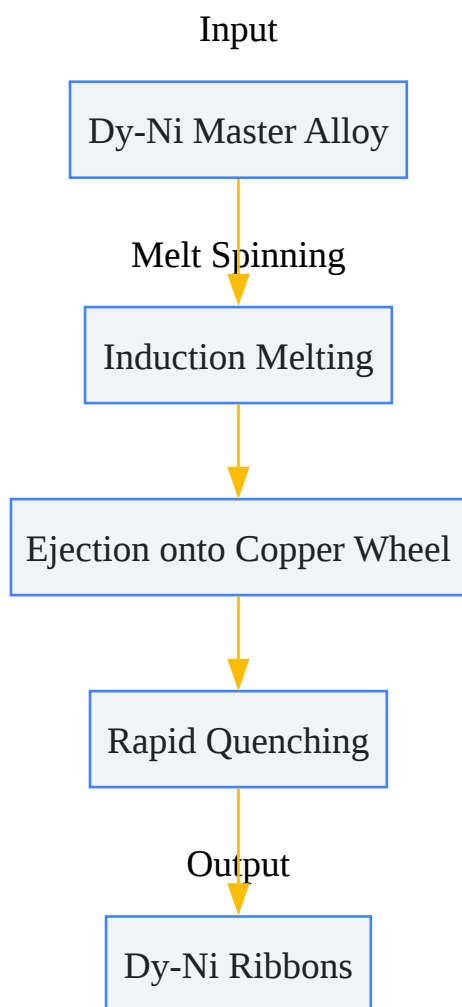 Input
Dy-Ni Master Alloy
Melt Spinning
Induction Melting
Ejection onto Copper Wheel
Rapid Quenching
Output
Dy-Ni Ribbons